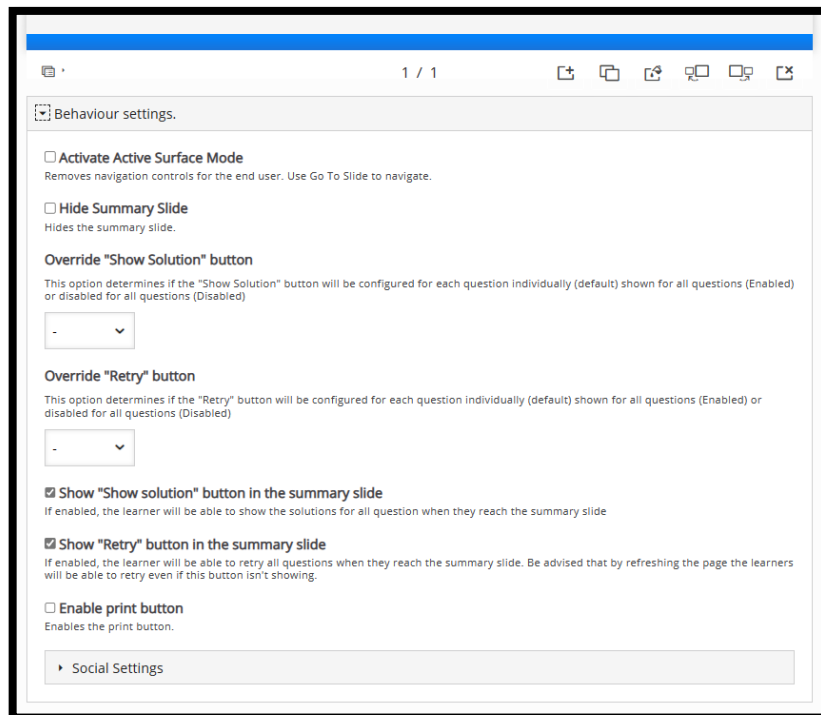 1 / 1
Behaviour settings.
Activate Active Surface Mode
Removes navigation controls for the end user. Use Go To Slide to navigate.
Hide Summary Slide
Hides the summary slide.
Override "Show Solution" button
This option determines if the "Show Solution" button will be configured for each question individually (default) shown for all questions (Enabled)
or disabled for all questions (Disabled)
-
Override "Retry" button
This option determines if the "Retry" button will be configured for each question individually (default) shown for all questions (Enabled) or
disabled for all questions (Disabled)
-
Show "Show solution" button in the summary slide
If enabled, the learner will be able to show the solutions for all question when they reach the summary slide
Show "Retry" button in the summary slide
If enabled, the learner will be able to retry all questions when they reach the summary slide. Be advised that by refreshing the page the learners
will be able to retry even if this button isn't showing.
Enable print button
Enables the print button.
Social Settings